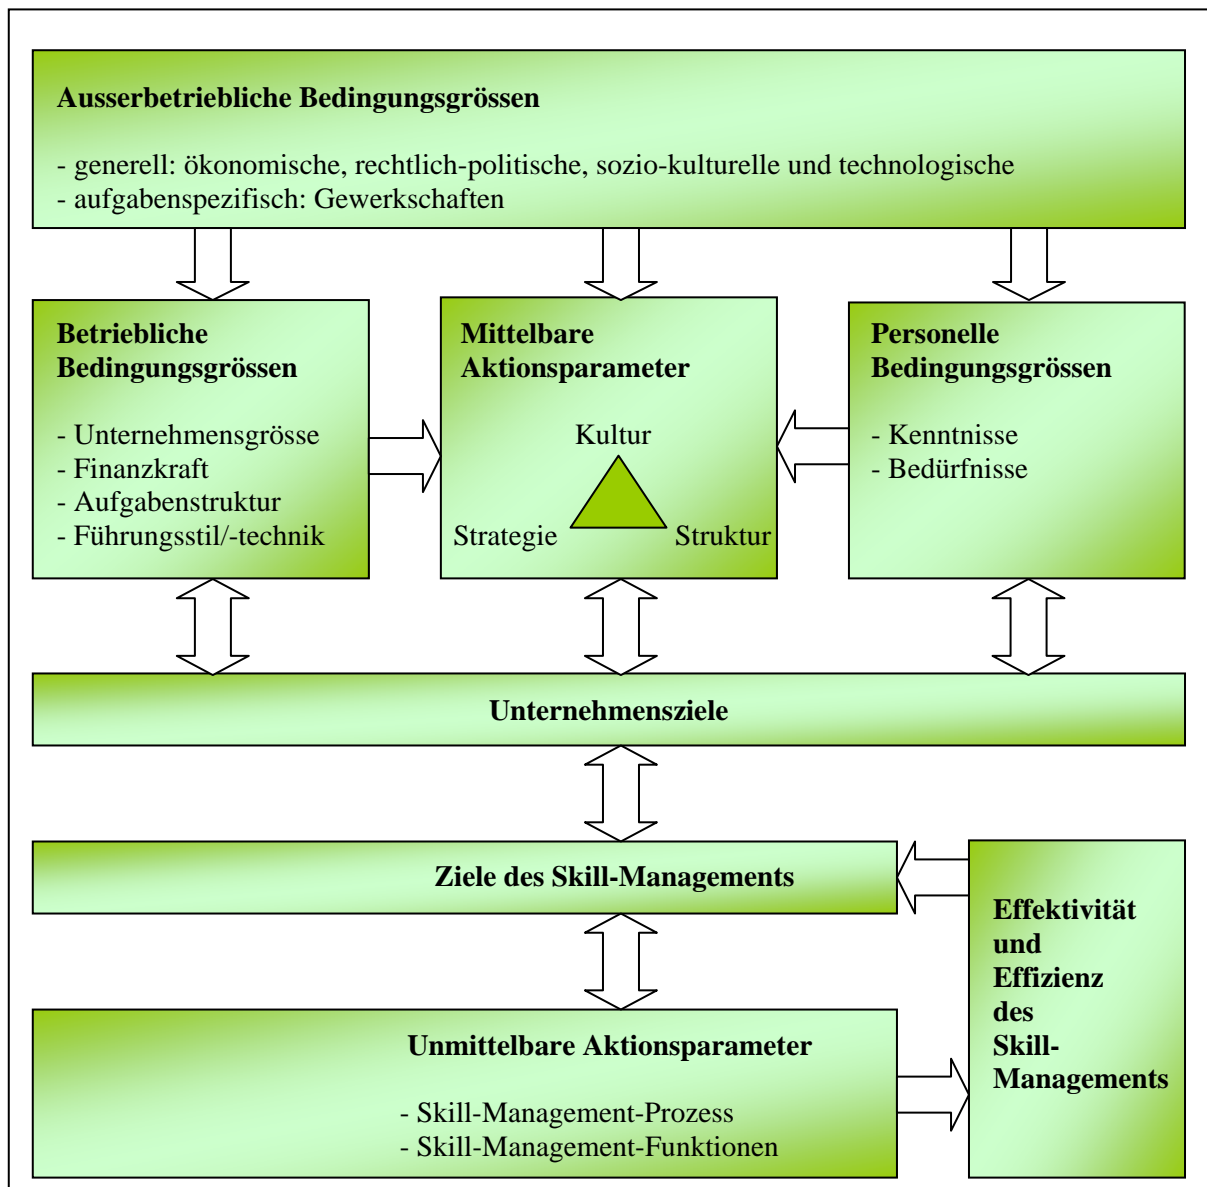 Ausserbetriebliche Bedingungsgrössen
- generell: ökonomische, rechtlich-politische, sozio-kulturelle und technologische
- aufgabenspezifisch: Gewerkschaften
Betriebliche
Bedingungsgrössen
- Unternehmensgrösse
- Finanzkraft
- Aufgabenstruktur
- Führungsstil/-technik
Mittelbare
Aktionsparameter
Kultur
Strategie
Struktur
Personelle
Bedingungsgrössen
- Kenntnisse
- Bedürfnisse
Unternehmensziele
Ziele des Skill-Managements
Effektivität
und
Effizienz
des
Skill-
Managements
Unmittelbare Aktionsparameter
- Skill-Management-Prozess
- Skill-Management-Funktionen